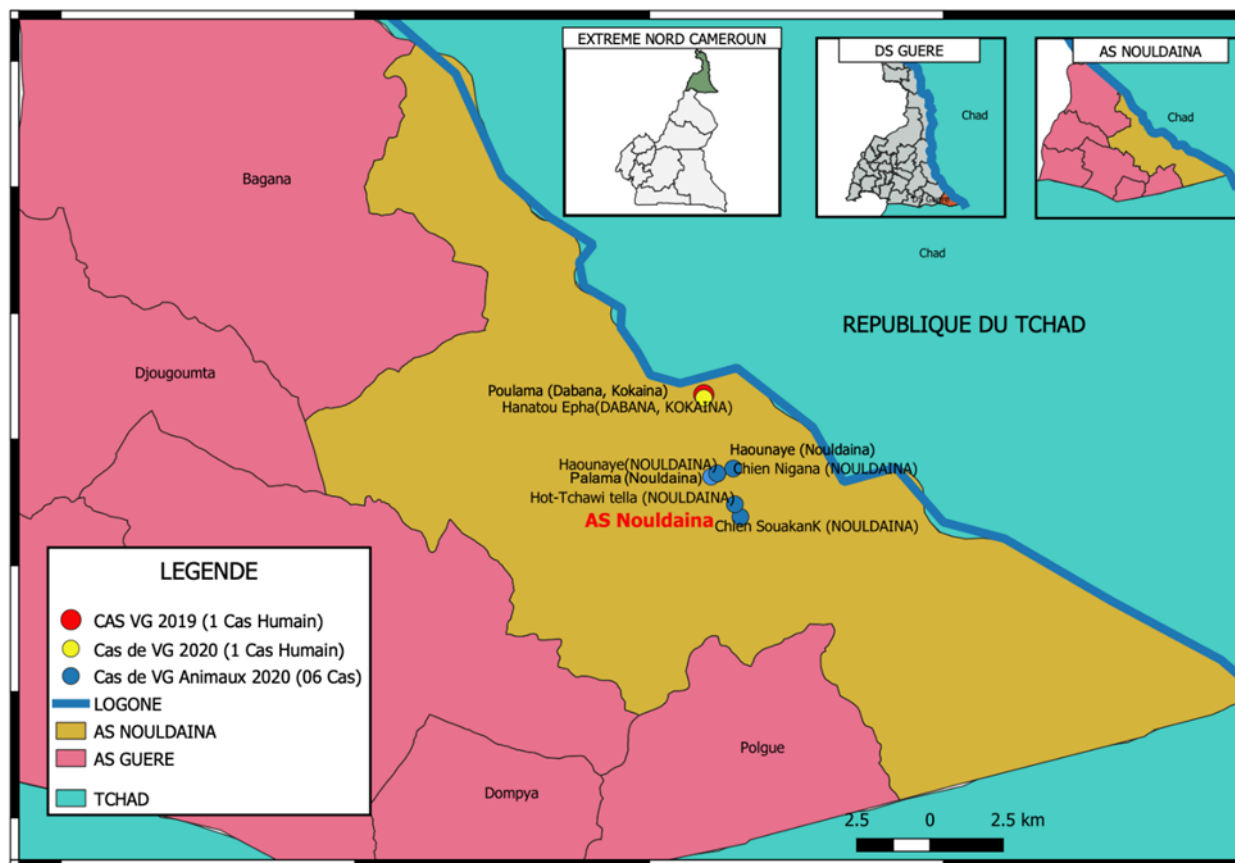 EXTREME NORD CAMEROUN
DS GUERE
AS NOULDAINA
Chad
Chad
Guere
Chad
REPUBLIQUE DU TCHAD
Bagana
Djougoumta
Poulama (Dabana, Kokaina)
Hanatou Epha(DABANA, KOKAINA)
Haounaye (Nouldaina)
Haounaye(NOULDAINA)
Chien Nigana (NOULDAINA)
Palama (Nouldaina)
Hot-Tchawi tella (NOULDAINA)
AS Nouldaina
Chien SouakanK (NOULDAINA)
LEGENDE
CAS VG 2019 (1 Cas Humain)
Cas de VG 2020 (1 Cas Humain)
Cas de VG Animaux 2020 (06 Cas)
LOGONE
AS NOULDAINA
AS GUERE
TCHAD
Polgue
Dompya
2.5 0 2.5 km